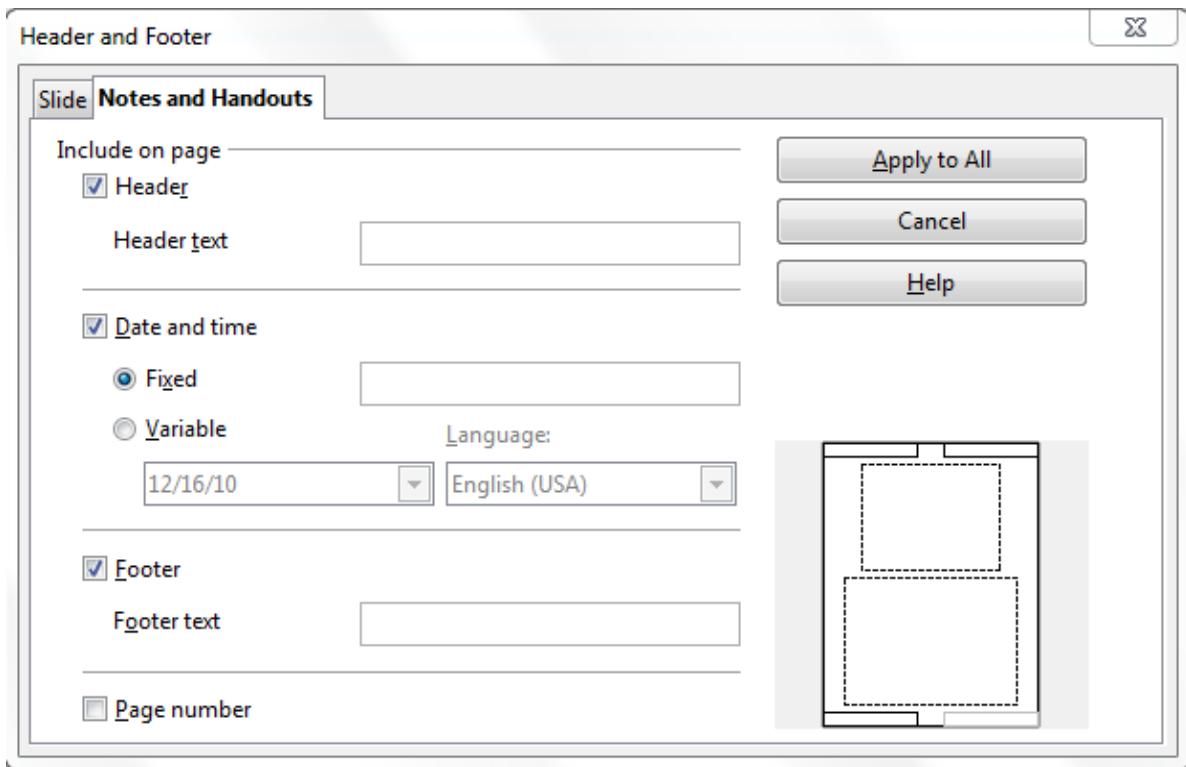 Header and Footer
Slide Notes and Handouts
Include on page
Apply to All
Header
Cancel
Header text
Help
Date and time
Fixed
Variable
Language:
12/16/10
English (USA)
Footer
Footer text
Page number